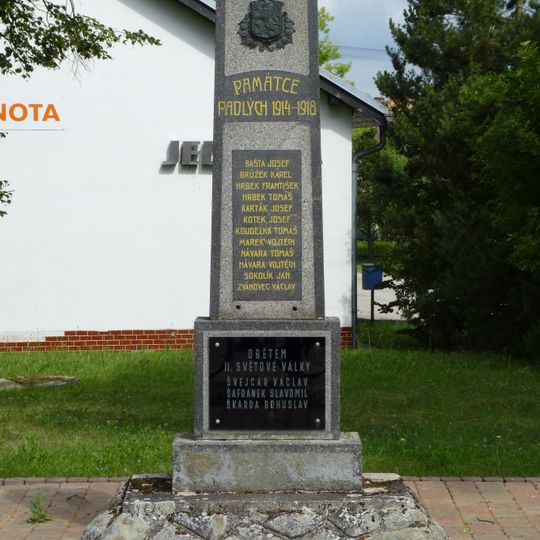 NOTA
JED
PAMÁTCE
PADLÝCH 1914-1918
BAŠTA JOSEF
BRŮŽEK KAREL
HRBEK FRANTIŠEK
HRBEK TOMÁŠ
KARTÁK JOSEF
KOTEK JOSEF
KOUDELKA TOMÁŠ
MAREK VOJTĚCH
NÁVARA TOMÁŠ
NÁVARA VOJTĚCH
SOKOLÍK JAN
ZVÁNOVEC VÁCLAV
OBĚTEM
II. SVĚTOVÉ VÁLKY
ŠVEJCAR VÁCLAV
ŠAFRÁNEK SLAVOMIL
ŠKARDA BOHUSLAV